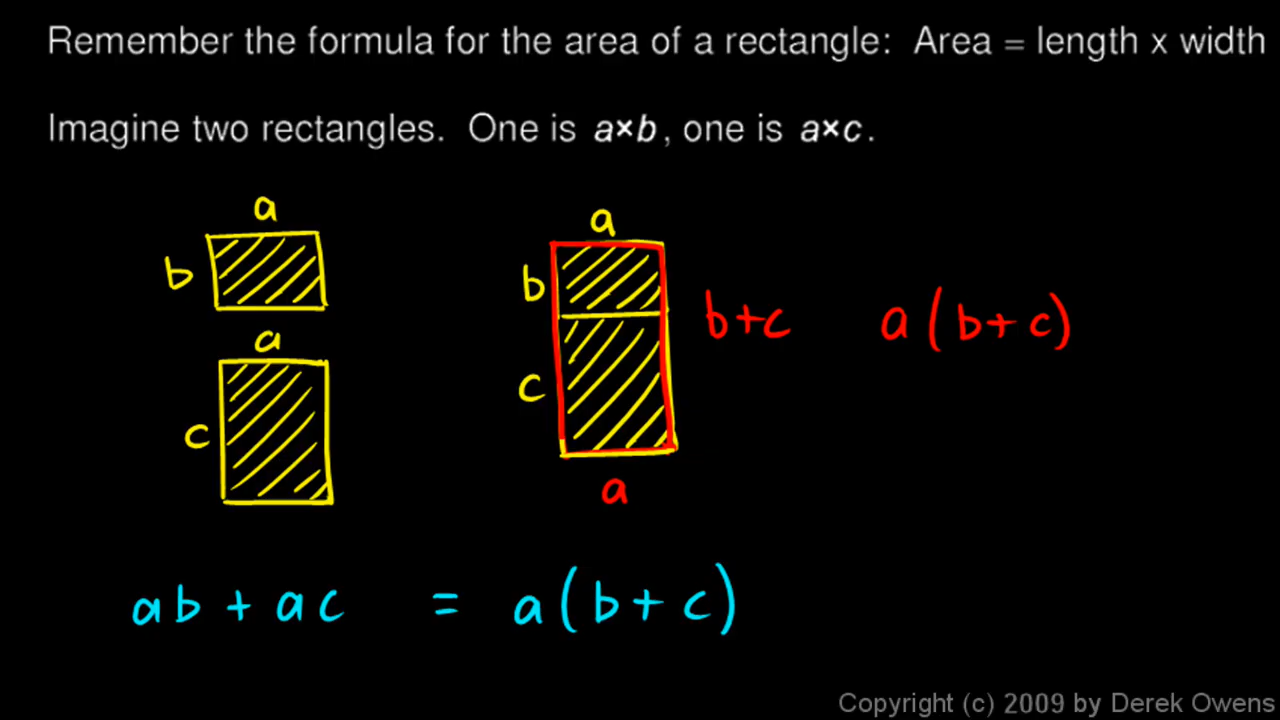 Remember the formula for the area of a rectangle: Area = length x width
Imagine two rectangles. One is a×b, one is a×c.
a
b
a
c
a
b
c
a
b+c
a(b+c)
ab + ac = a(b+c)
Copyright (c) 2009 by Derek Owens